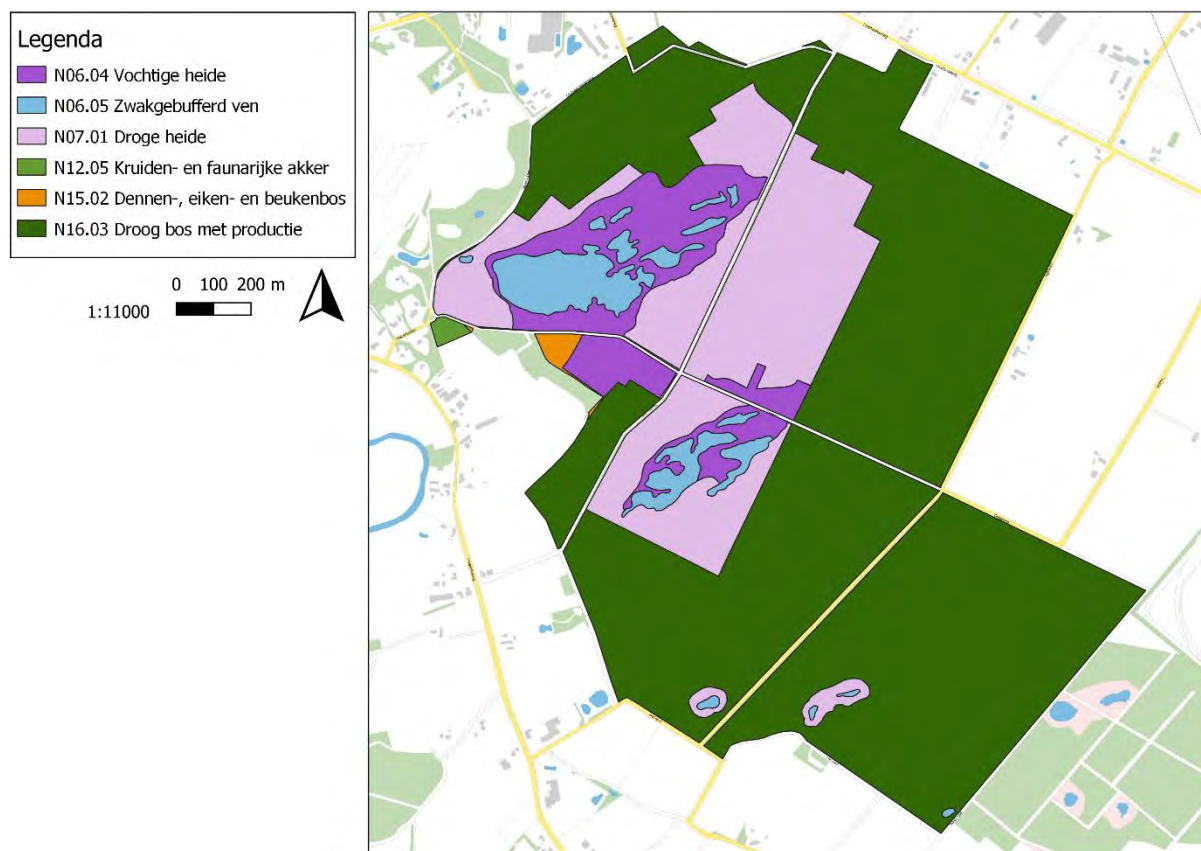 Legenda
N06.04 Vochtige heide
N06.05 Zwakgebufferd ven
N07.01 Droge heide
N12.05 Kruiden- en faunarijke akker
N15.02 Dennen-, eiken- en beukenbos
N16.03 Droog bos met productie
0 100 200 m
1:11000